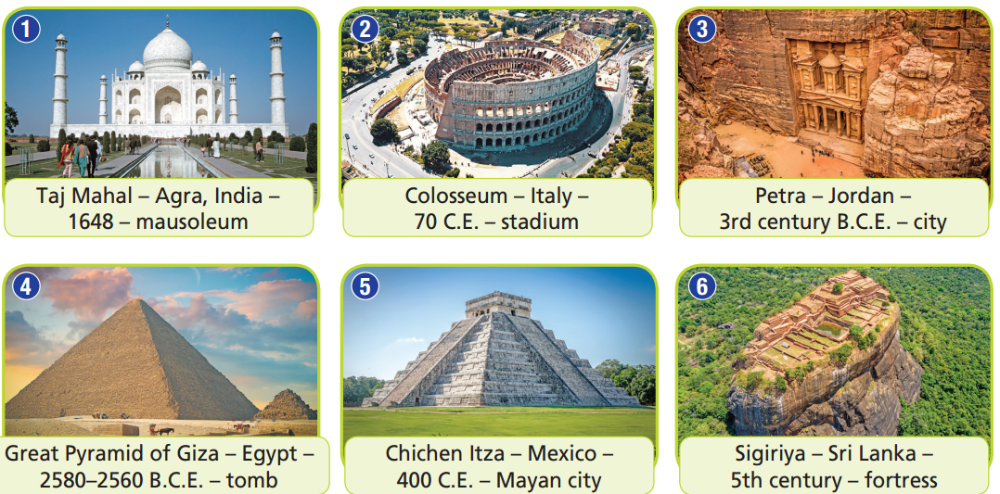 1
Taj Mahal – Agra, India –
1648 – mausoleum
2
Colosseum – Italy –
70 C.E. – stadium
3
Petra – Jordan –
3rd century B.C.E. – city
4
Great Pyramid of Giza – Egypt –
2580–2560 B.C.E. – tomb
5
Chichen Itza – Mexico –
400 C.E. – Mayan city
6
Sigiriya – Sri Lanka –
5th century – fortress